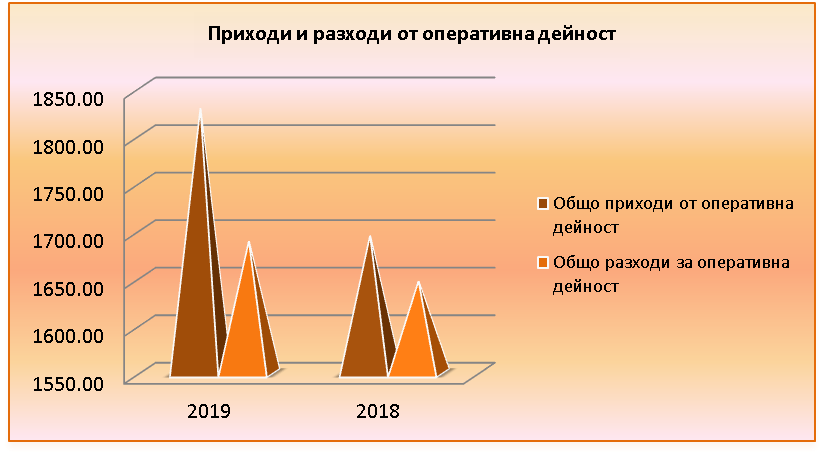 Приходи и разходи от оперативна дейност
1850.00
1800.00
1750.00
1700.00
1650.00
1600.00
1550.00
2019
2018
Общо приходи от оперативна
дейност
Общо разходи за оперативна
дейност